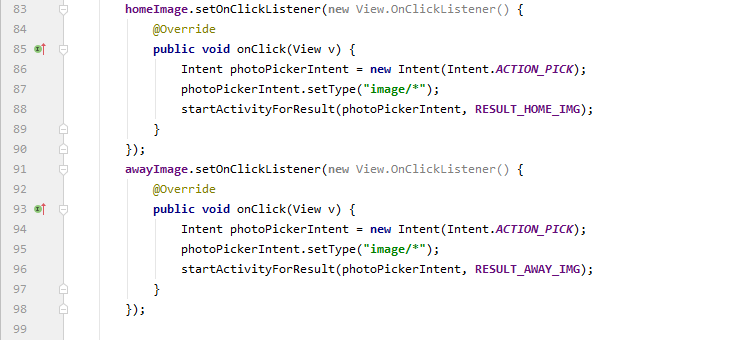 83 homeImage.setOnClickListener(new View.OnClickListener() {
84 @Override
85 public void onClick(View v) {
86 Intent photoPickerIntent = new Intent(Intent.ACTION_PICK);
87 photoPickerIntent.setType("image/*");
88 startActivityForResult(photoPickerIntent, RESULT_HOME_IMG);
89 }
90 });
91 awayImage.setOnClickListener(new View.OnClickListener() {
92 @Override
93 public void onClick(View v) {
94 Intent photoPickerIntent = new Intent(Intent.ACTION_PICK);
95 photoPickerIntent.setType("image/*");
96 startActivityForResult(photoPickerIntent, RESULT_AWAY_IMG);
97 }
98 });
99